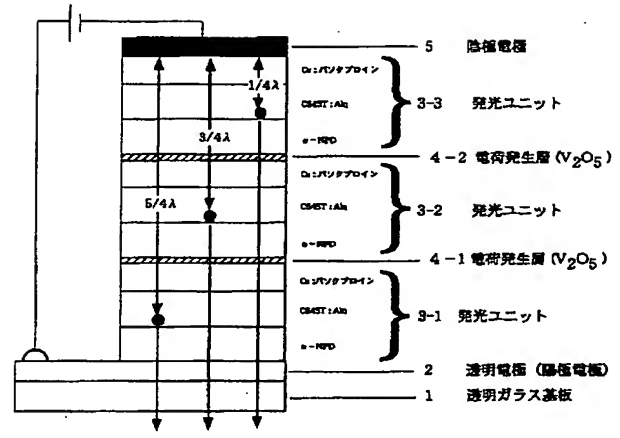 5 陰極電極
Cs:バソクプロイン
1/4λ
C545T:Alq
3-3 発光ユニット
3/4λ
α-NPD
4-2 電荷発生層 (V₂O₅)
Cs:バソクプロイン
5/4λ
C545T:Alq
3-2 発光ユニット
α-NPD
4-1 電荷発生層 (V₂O₅)
Cs:バソクプロイン
C545T:Alq
3-1 発光ユニット
α-NPD
2 透明電極 (陽極電極)
1 透明ガラス基板